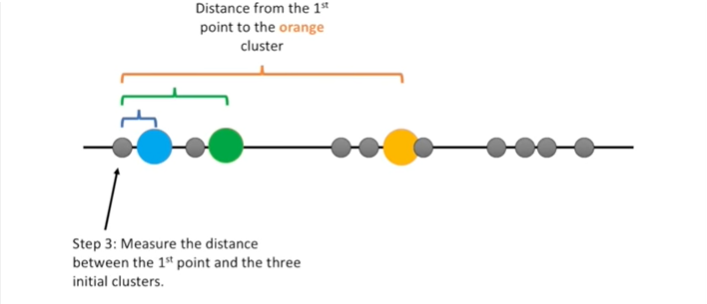 Distance from the 1st
point to the orange
cluster
Step 3: Measure the distance
between the 1st point and the three
initial clusters.